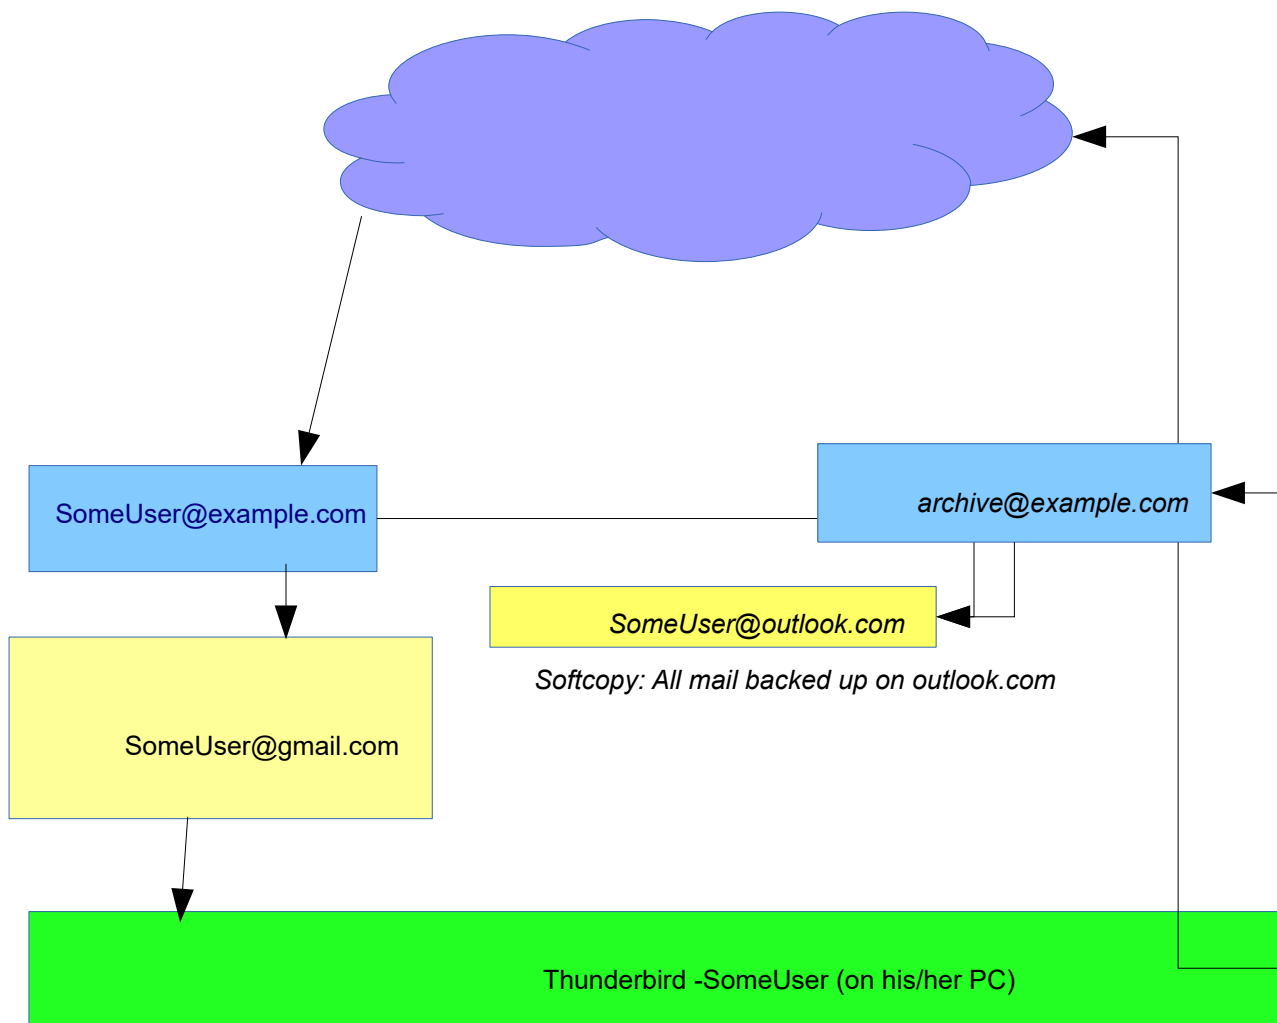 SomeUser@example.com
archive@example.com
SomeUser@outlook.com
Softcopy: All mail backed up on outlook.com
SomeUser@gmail.com
Thunderbird -SomeUser (on his/her PC)